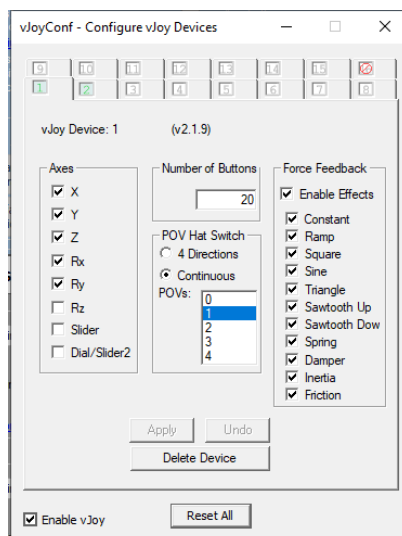 vJoyConf - Configure vJoy Devices
9 10 11 12 13 14 15
1 2 3 4 5 6 7 8
vJoy Device: 1 (v2.1.9)
Axes
X
Y
Z
Rx
Ry
Rz
Slider
Dial/Slider2
Number of Buttons
20
POV Hat Switch
4 Directions
Continuous
POVs:
0
1
2
3
4
Force Feedback
Enable Effects
Constant
Ramp
Square
Sine
Triangle
Sawtooth Up
Sawtooth Dow
Spring
Damper
Inertia
Friction
Apply Undo
Delete Device
Enable vJoy Reset All